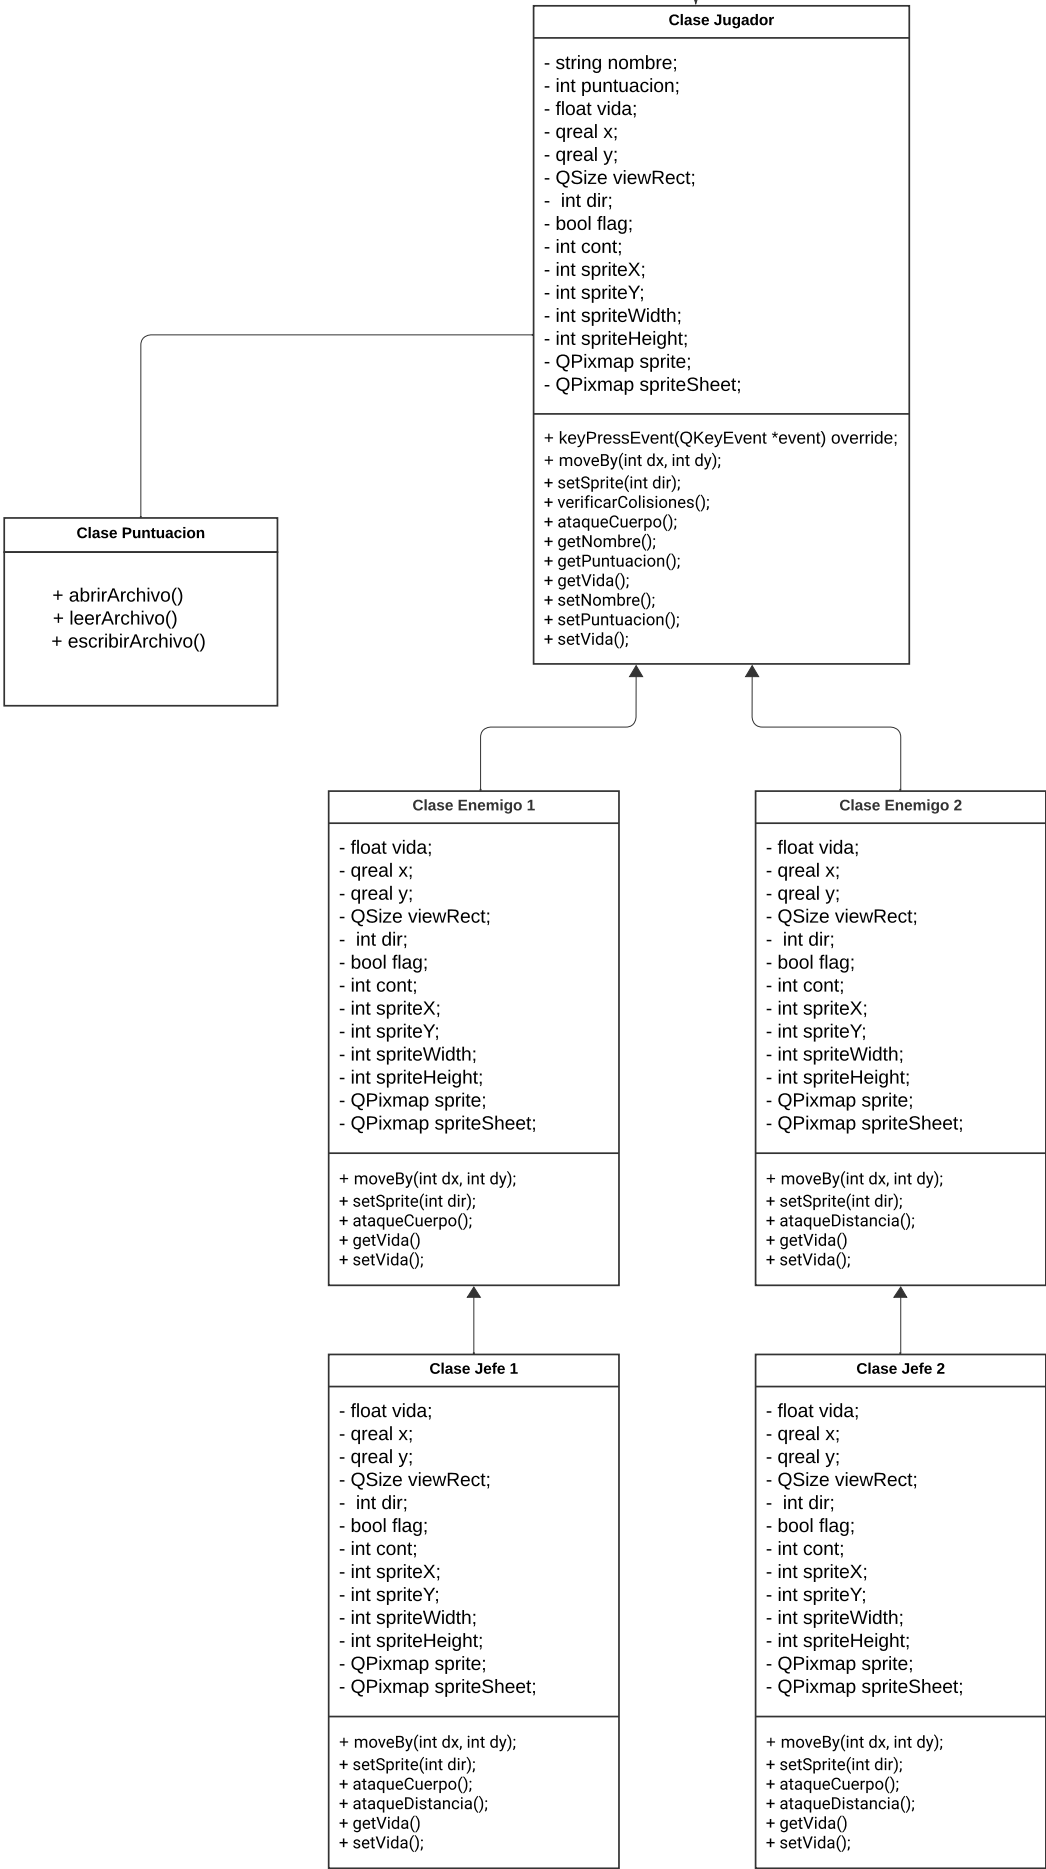 Clase Jugador
- string nombre;
- int puntuacion;
- float vida;
- qreal x;
- qreal y;
- QSize viewRect;
-  int dir;
- bool flag;
- int cont;
- int spriteX;
- int spriteY;
- int spriteWidth;
- int spriteHeight;
- QPixmap sprite;
- QPixmap spriteSheet;
+ keyPressEvent(QKeyEvent *event) override;
+ moveBy(int dx, int dy);
+ setSprite(int dir);
+ verificarColisiones();
+ ataqueCuerpo();
+ getNombre();
+ getPuntuacion();
+ getVida();
+ setNombre();
+ setPuntuacion();
+ setVida();
Clase Puntuacion
+ abrirArchivo()
+ leerArchivo()
+ escribirArchivo()
Clase Enemigo 1
- float vida;
- qreal x;
- qreal y;
- QSize viewRect;
-  int dir;
- bool flag;
- int cont;
- int spriteX;
- int spriteY;
- int spriteWidth;
- int spriteHeight;
- QPixmap sprite;
- QPixmap spriteSheet;
+ moveBy(int dx, int dy);
+ setSprite(int dir);
+ ataqueCuerpo();
+ getVida()
+ setVida();
Clase Enemigo 2
- float vida;
- qreal x;
- qreal y;
- QSize viewRect;
-  int dir;
- bool flag;
- int cont;
- int spriteX;
- int spriteY;
- int spriteWidth;
- int spriteHeight;
- QPixmap sprite;
- QPixmap spriteSheet;
+ moveBy(int dx, int dy);
+ setSprite(int dir);
+ ataqueDistancia();
+ getVida()
+ setVida();
Clase Jefe 1
- float vida;
- qreal x;
- qreal y;
- QSize viewRect;
-  int dir;
- bool flag;
- int cont;
- int spriteX;
- int spriteY;
- int spriteWidth;
- int spriteHeight;
- QPixmap sprite;
- QPixmap spriteSheet;
+ moveBy(int dx, int dy);
+ setSprite(int dir);
+ ataqueCuerpo();
+ ataqueDistancia();
+ getVida()
+ setVida();
Clase Jefe 2
- float vida;
- qreal x;
- qreal y;
- QSize viewRect;
-  int dir;
- bool flag;
- int cont;
- int spriteX;
- int spriteY;
- int spriteWidth;
- int spriteHeight;
- QPixmap sprite;
- QPixmap spriteSheet;
+ moveBy(int dx, int dy);
+ setSprite(int dir);
+ ataqueCuerpo();
+ ataqueDistancia();
+ getVida()
+ setVida();